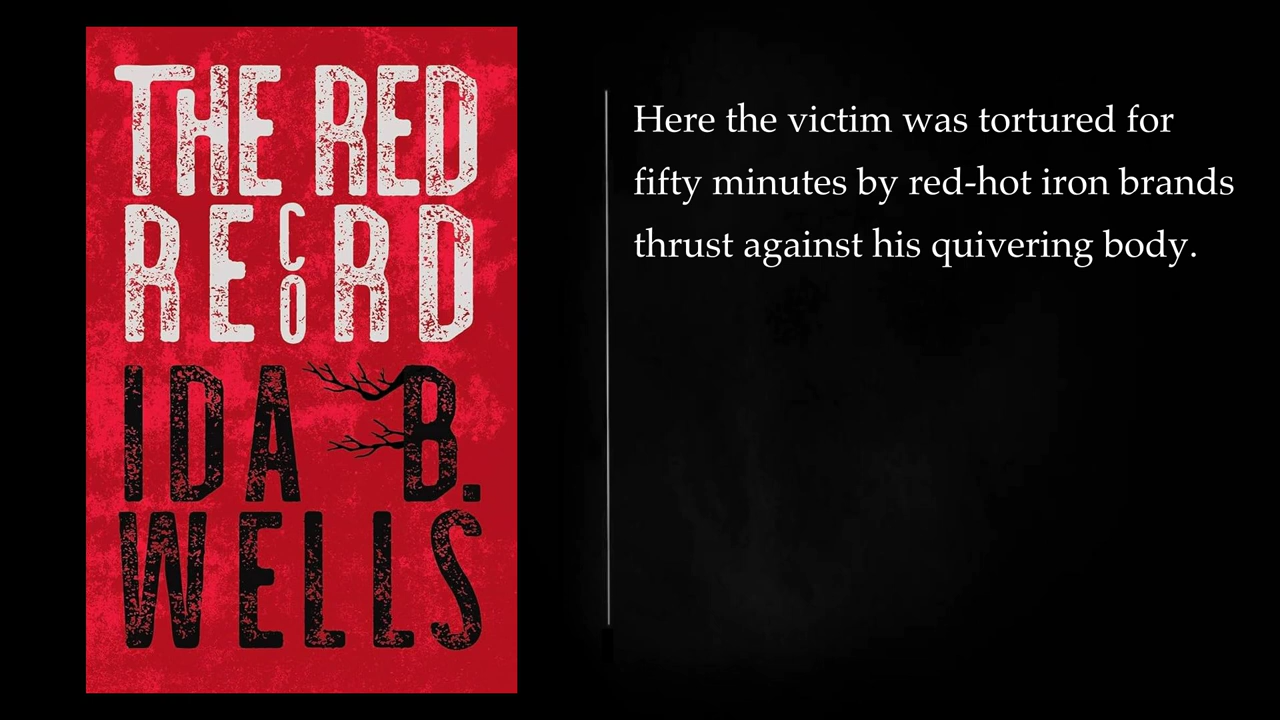 THE RED
RECORD
IDA B.
WELLS
Here the victim was tortured for
fifty minutes by red-hot iron brands
thrust against his quivering body.